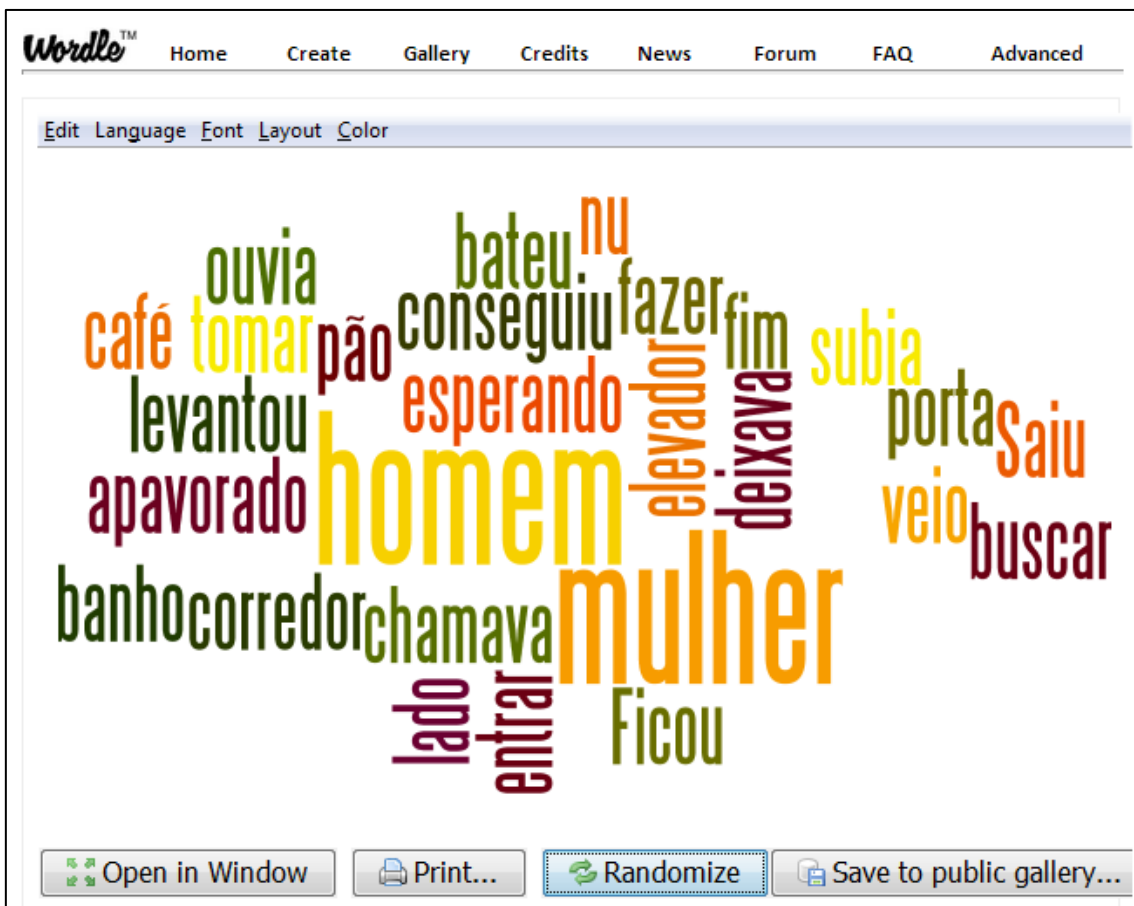 Wordle™ Home Create Gallery Credits News Forum FAQ Advanced
Edit Language Font Layout Color
nu
bateu
ouvia
fazer
conseguiu
fim
café
tomar
pão
subia
elevador
esperando
deixava
levantou
porta
Saiu
homem
apavorado
veio
buscar
mulher
banho
corredor
chamava
lado
entrar
Ficou
Open in Window Print... Randomize Save to public gallery...